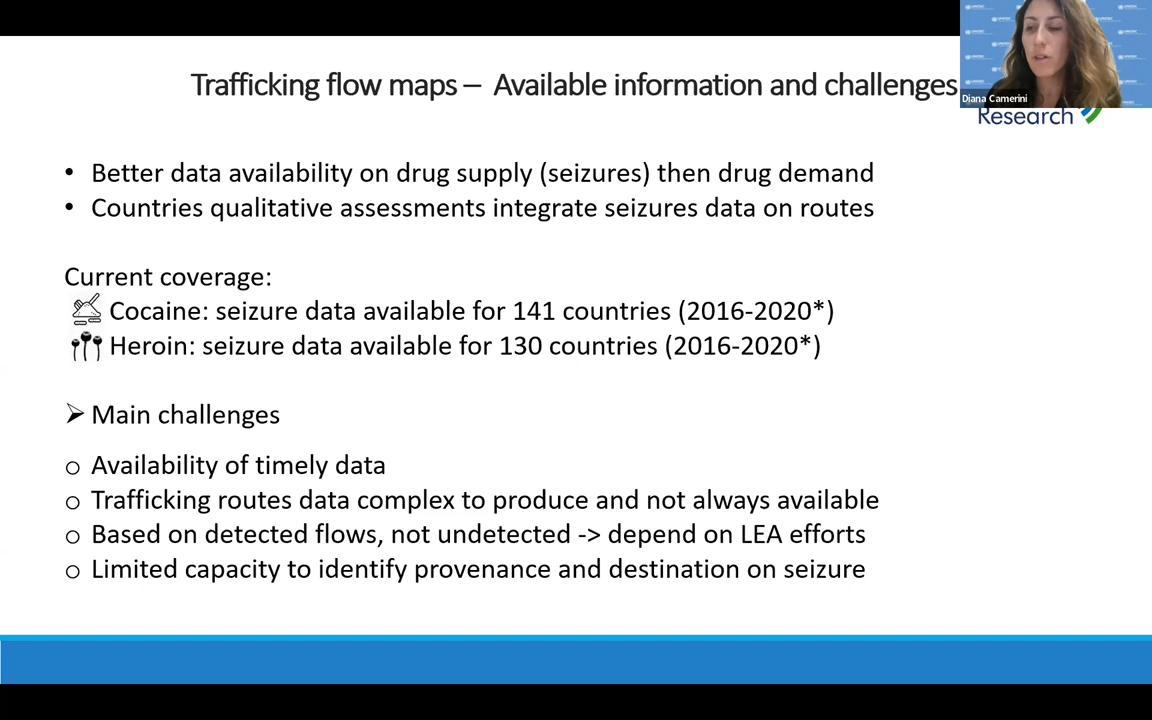 Trafficking flow maps – Available information and challenges
Diana Camerini
Research
• Better data availability on drug supply (seizures) then drug demand
• Countries qualitative assessments integrate seizures data on routes
Current coverage:
Cocaine: seizure data available for 141 countries (2016-2020*)
Heroin: seizure data available for 130 countries (2016-2020*)
➢ Main challenges
o Availability of timely data
o Trafficking routes data complex to produce and not always available
o Based on detected flows, not undetected -> depend on LEA efforts
o Limited capacity to identify provenance and destination on seizure